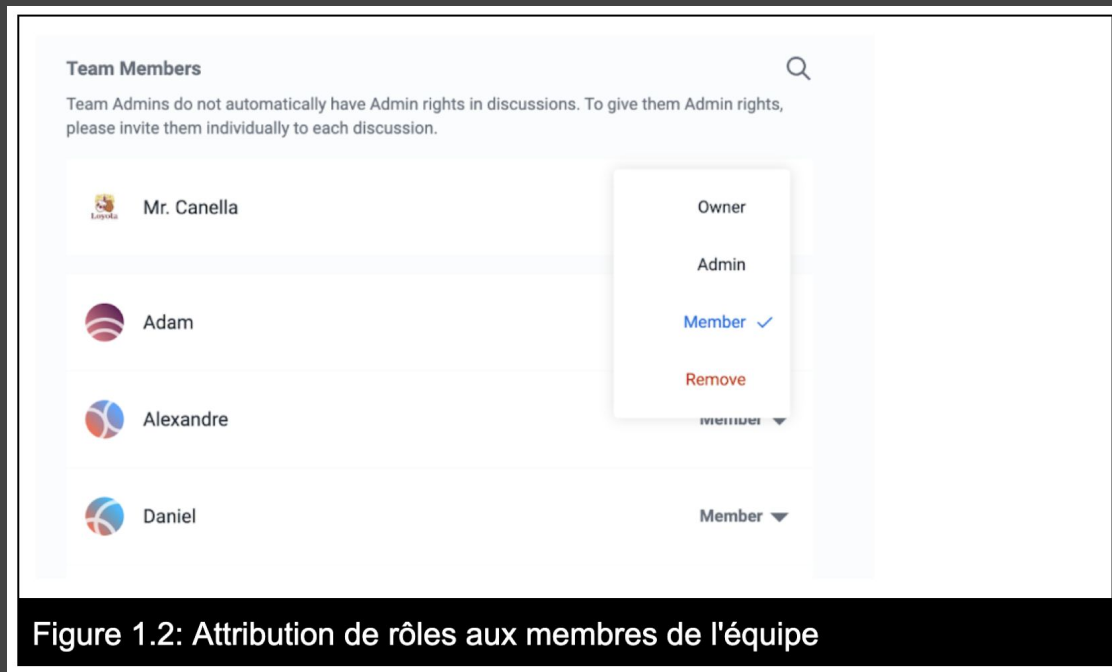 Team Members
Team Admins do not automatically have Admin rights in discussions. To give them Admin rights,
please invite them individually to each discussion.
Loyola
Mr. Canella
Owner
Admin
Adam
Member
Remove
Alexandre
Member
Daniel
Member
Figure 1.2: Attribution de rôles aux membres de l'équipe